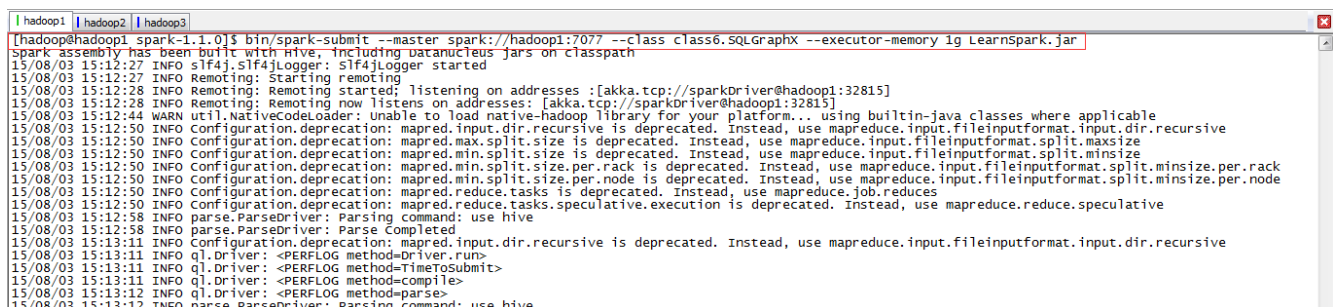 hadoop1 hadoop2 hadoop3
[hadoop@hadoop1 spark-1.1.0]$ bin/spark-submit --master spark://hadoop1:7077 --class class6.SQLGraphX --executor-memory 1g LearnSpark.jar
Spark assembly has been built with Hive, including Datanucleus jars on classpath
15/08/03 15:12:27 INFO slf4j.Slf4jLogger: Slf4jLogger started
15/08/03 15:12:27 INFO Remoting: Starting remoting
15/08/03 15:12:28 INFO Remoting: Remoting started; listening on addresses :[akka.tcp://sparkDriver@hadoop1:32815]
15/08/03 15:12:28 INFO Remoting: Remoting now listens on addresses: [akka.tcp://sparkDriver@hadoop1:32815]
15/08/03 15:12:44 WARN util.NativeCodeLoader: Unable to load native-hadoop library for your platform... using builtin-java classes where applicable
15/08/03 15:12:50 INFO Configuration.deprecation: mapred.input.dir.recursive is deprecated. Instead, use mapreduce.input.fileinputformat.input.dir.recursive
15/08/03 15:12:50 INFO Configuration.deprecation: mapred.max.split.size is deprecated. Instead, use mapreduce.input.fileinputformat.split.maxsize
15/08/03 15:12:50 INFO Configuration.deprecation: mapred.min.split.size is deprecated. Instead, use mapreduce.input.fileinputformat.split.minsize
15/08/03 15:12:50 INFO Configuration.deprecation: mapred.min.split.size.per.rack is deprecated. Instead, use mapreduce.input.fileinputformat.split.minsize.per.rack
15/08/03 15:12:50 INFO Configuration.deprecation: mapred.min.split.size.per.node is deprecated. Instead, use mapreduce.input.fileinputformat.split.minsize.per.node
15/08/03 15:12:50 INFO Configuration.deprecation: mapred.reduce.tasks is deprecated. Instead, use mapreduce.job.reduces
15/08/03 15:12:50 INFO Configuration.deprecation: mapred.reduce.tasks.speculative.execution is deprecated. Instead, use mapreduce.reduce.speculative
15/08/03 15:12:58 INFO parse.ParseDriver: Parsing command: use hive
15/08/03 15:12:58 INFO parse.ParseDriver: Parse Completed
15/08/03 15:13:11 INFO Configuration.deprecation: mapred.input.dir.recursive is deprecated. Instead, use mapreduce.input.fileinputformat.input.dir.recursive
15/08/03 15:13:11 INFO ql.Driver: <PERFLOG method=Driver.run>
15/08/03 15:13:11 INFO ql.Driver: <PERFLOG method=TimeToSubmit>
15/08/03 15:13:11 INFO ql.Driver: <PERFLOG method=compile>
15/08/03 15:13:12 INFO ql.Driver: <PERFLOG method=parse>
15/08/03 15:13:12 INFO parse.ParseDriver: Parsing command: use hive